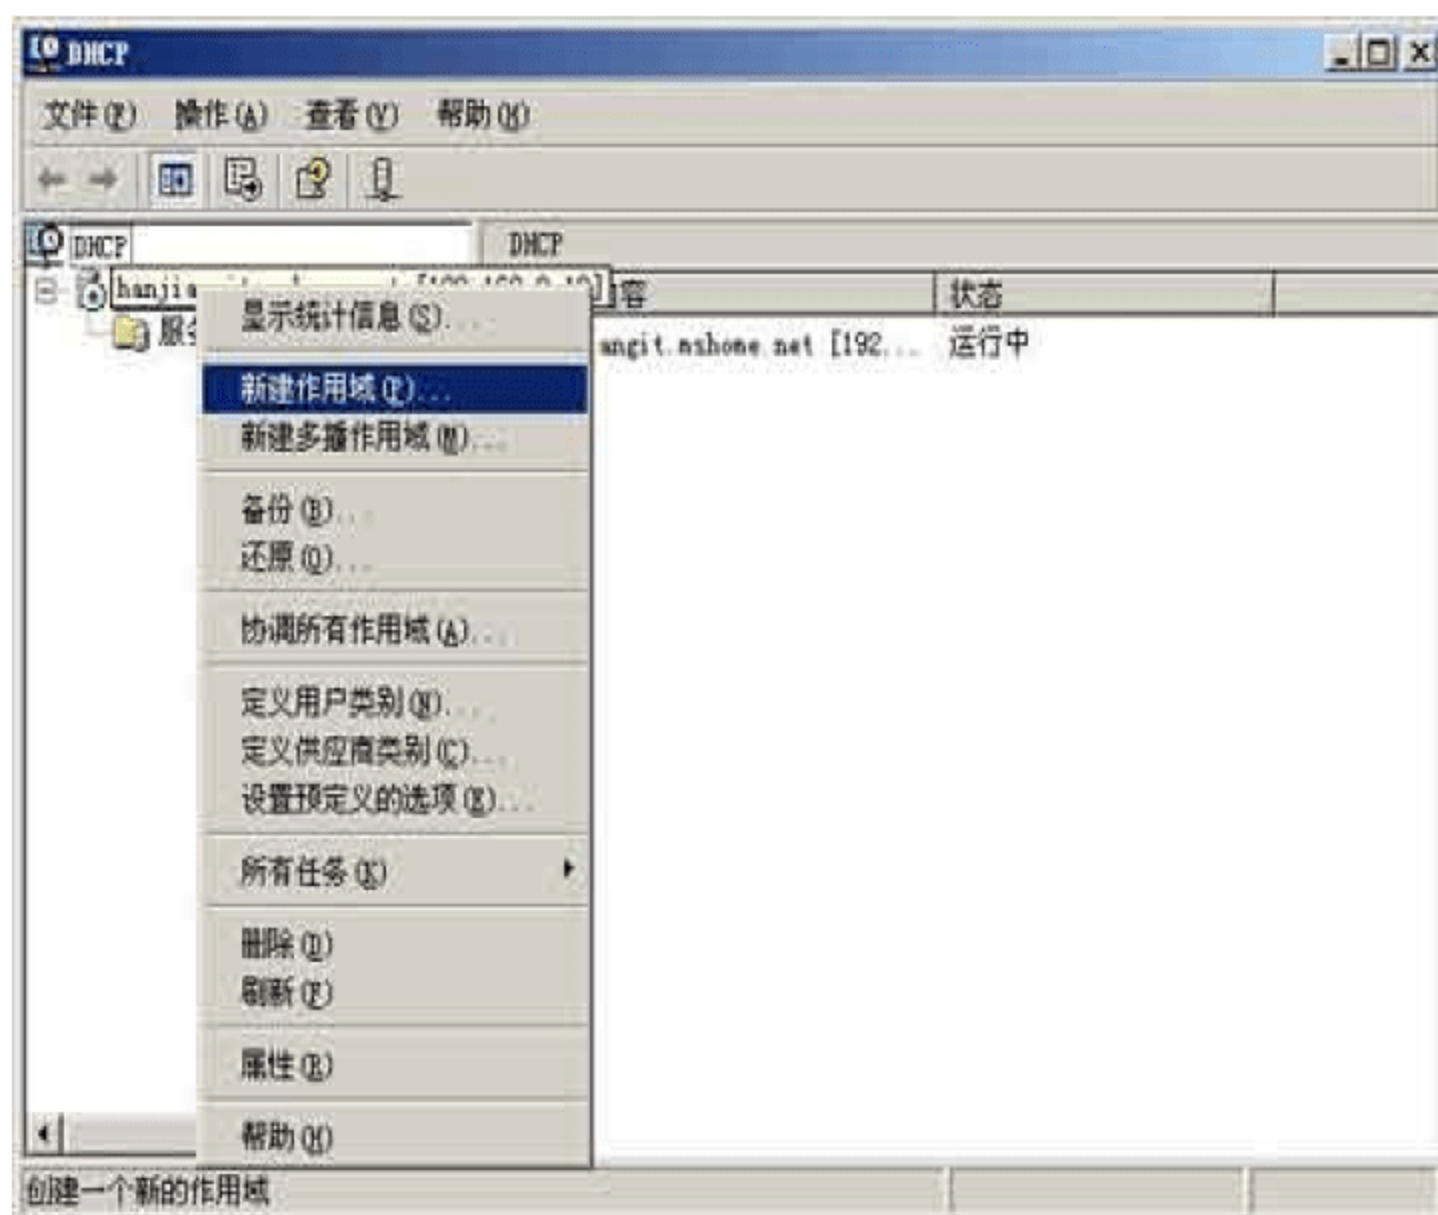 DHCP
文件(F) 操作(A) 查看(V) 帮助(H)
DHCP
DHCP
容 状态
显示统计信息(S)...
angit.mshome.net [192... 运行中
新建作用域(P)...
新建多播作用域(M)...
备份(B)...
还原(O)...
协调所有作用域(A)...
定义用户类别(N)...
定义供应商类别(C)...
设置预定义的选项(E)...
所有任务(K)
删除(D)
刷新(F)
属性(R)
帮助(H)
创建一个新的作用域